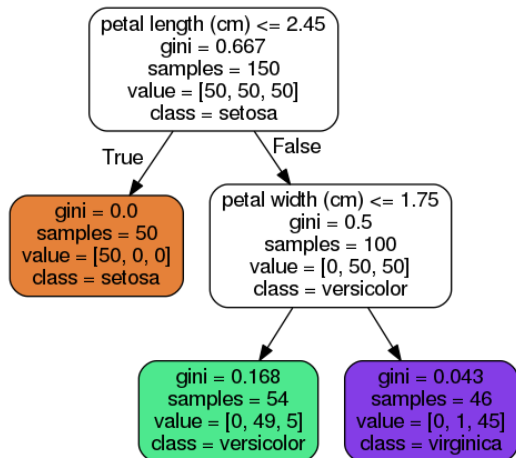 petal length (cm) <= 2.45
gini = 0.667
samples = 150
value = [50, 50, 50]
class = setosa
True
False
gini = 0.0
samples = 50
value = [50, 0, 0]
class = setosa
petal width (cm) <= 1.75
gini = 0.5
samples = 100
value = [0, 50, 50]
class = versicolor
gini = 0.168
samples = 54
value = [0, 49, 5]
class = versicolor
gini = 0.043
samples = 46
value = [0, 1, 45]
class = virginica